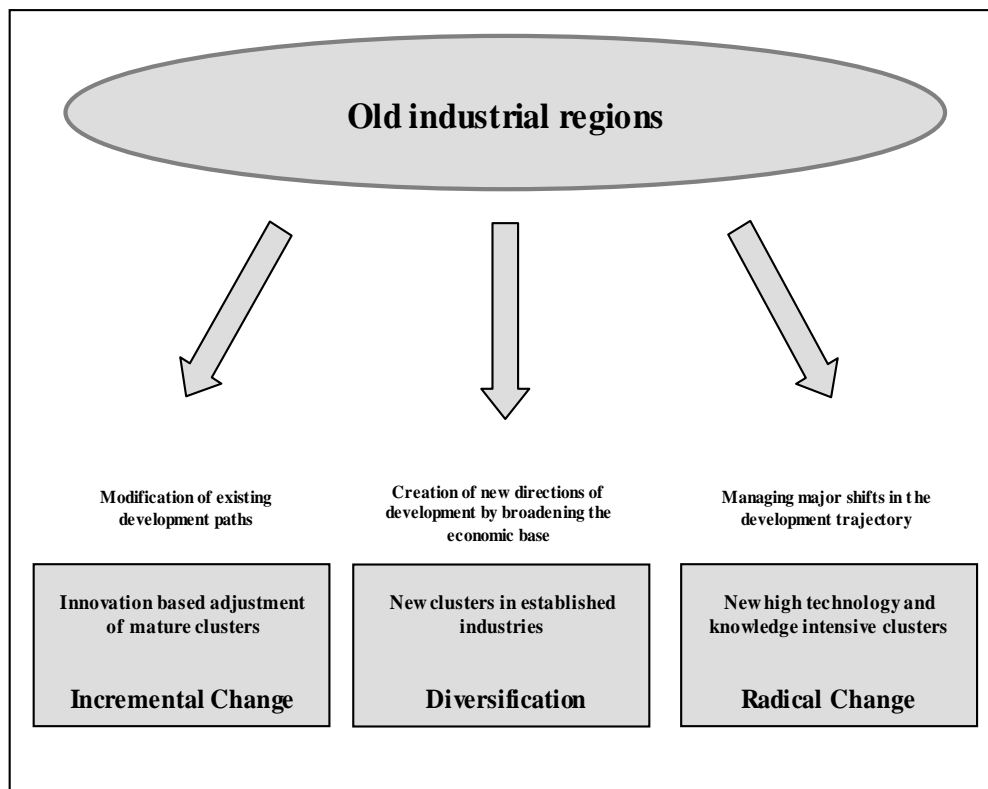 Old industrial regions
Modification of existing
development paths
Creation of new directions of
development by broadening the
economic base
Managing major shifts in the
development trajectory
Innovation based adjustment
of mature clusters
Incremental Change
New clusters in established
industries
Diversification
New high technology and
knowledge intensive clusters
Radical Change